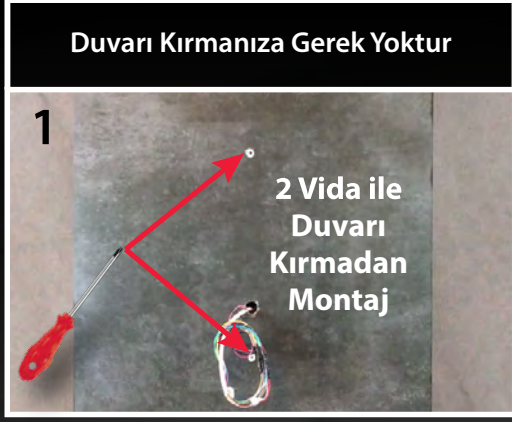 Duvarı Kırmanıza Gerek Yoktur
1
2 Vida ile
Duvarı
Kırmadan
Montaj